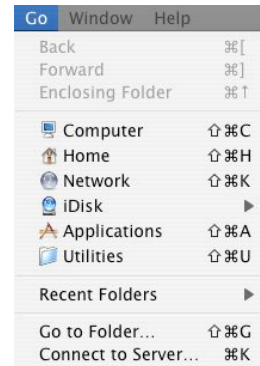 Go Window Help
Back ⌘[
Forward ⌘]
Enclosing Folder ⌘↑
Computer ⇧⌘C
Home ⇧⌘H
Network ⇧⌘K
iDisk ▶
Applications ⇧⌘A
Utilities ⇧⌘U
Recent Folders ▶
Go to Folder... ⇧⌘G
Connect to Server... ⌘K